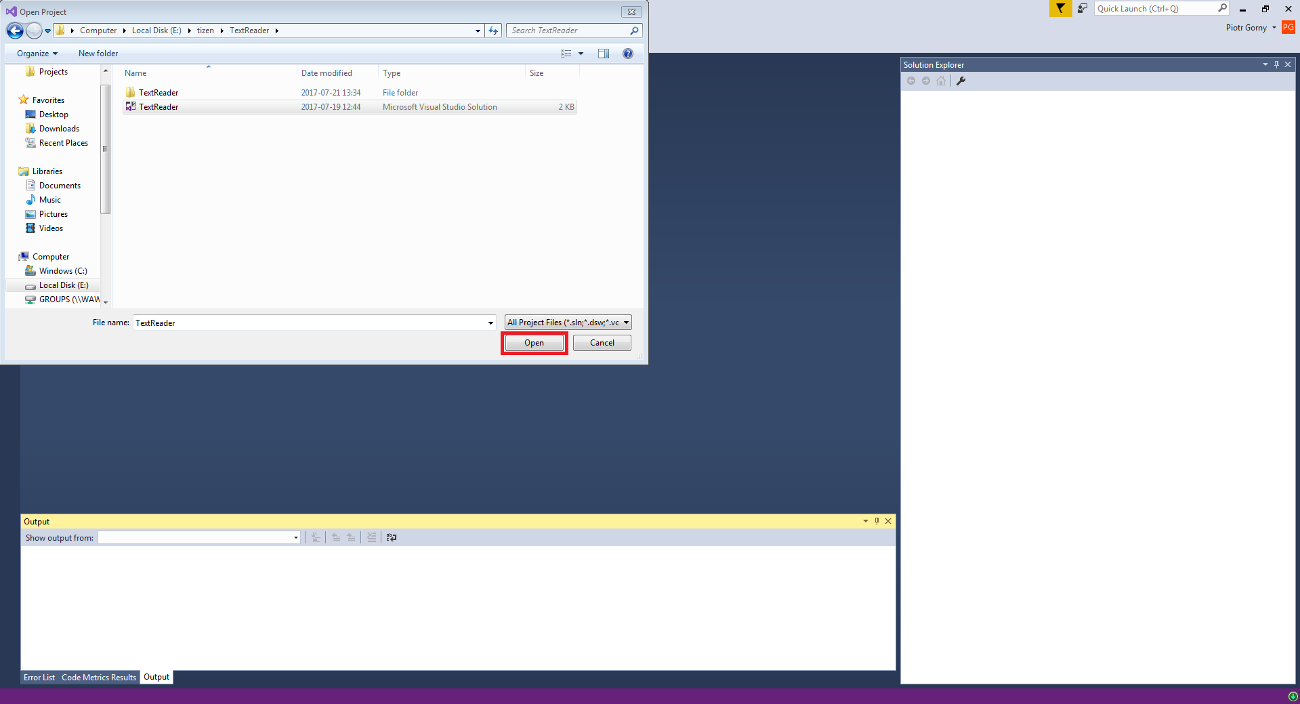 Open Project
Quick Launch (Ctrl+Q)
Piotr Gorny PG
Computer Local Disk (E:) tizen TextReader
Search TextReader
Organize New folder
Name Date modified Type Size
TextReader 2017-07-21 13:34 File folder
TextReader 2017-07-19 12:44 Microsoft Visual Studio Solution 2 KB
Projects
Favorites
Desktop
Downloads
Recent Places
Libraries
Documents
Music
Pictures
Videos
Computer
Windows (C:)
Local Disk (E:)
GROUPS (\\WAW
File name: TextReader
All Project Files (*.sln;*.dsw;*.vc
Open Cancel
Solution Explorer
Output
Show output from:
Error List Code Metrics Results Output